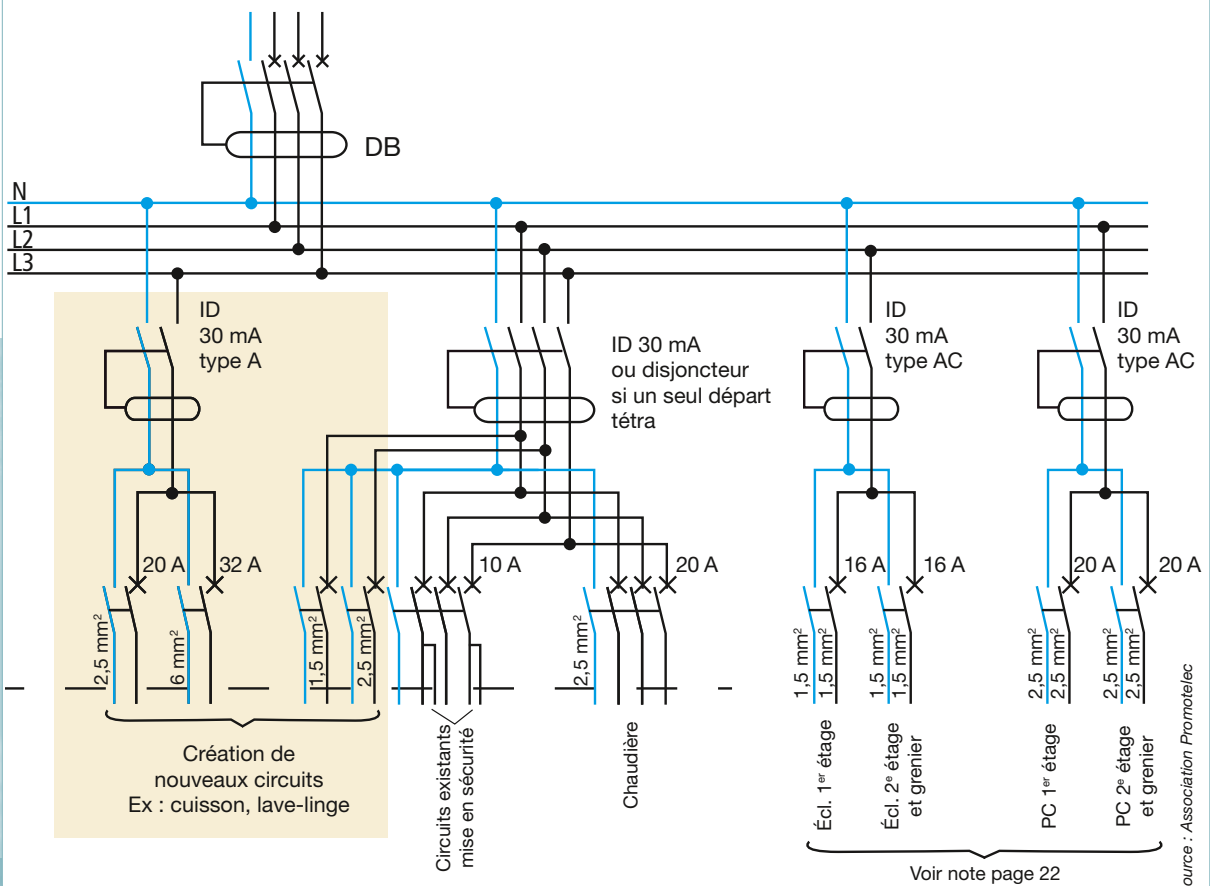 DB
N
L1
L2
L3
ID
30 mA
type A
ID 30 mA
ou disjoncteur
si un seul départ
tétra
ID
30 mA
type AC
ID
30 mA
type AC
20 A
32 A
10 A
20 A
16 A
16 A
20 A
20 A
2,5 mm²
6 mm²
1,5 mm²
2,5 mm²
2,5 mm²
1,5 mm²
1,5 mm²
1,5 mm²
1,5 mm²
2,5 mm²
2,5 mm²
2,5 mm²
2,5 mm²
Création de
nouveaux circuits
Ex : cuisson, lave-linge
Circuits existants
mise en sécurité
Chaudière
Écl. 1er étage
Écl. 2e étage
et grenier
PC 1er étage
PC 2e étage
et grenier
Voir note page 22
ource : Association Promotelec